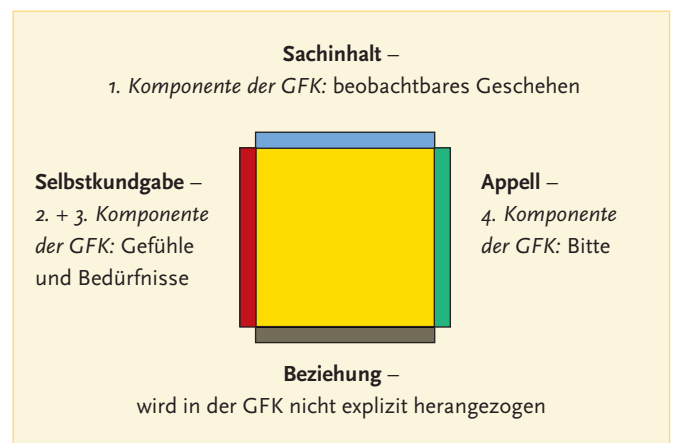 Sachinhalt –
1. Komponente der GFK: beobachtbares Geschehen
Selbstkundgabe –
2. + 3. Komponente
der GFK: Gefühle
und Bedürfnisse
Appell –
4. Komponente
der GFK: Bitte
Beziehung –
wird in der GFK nicht explizit herangezogen